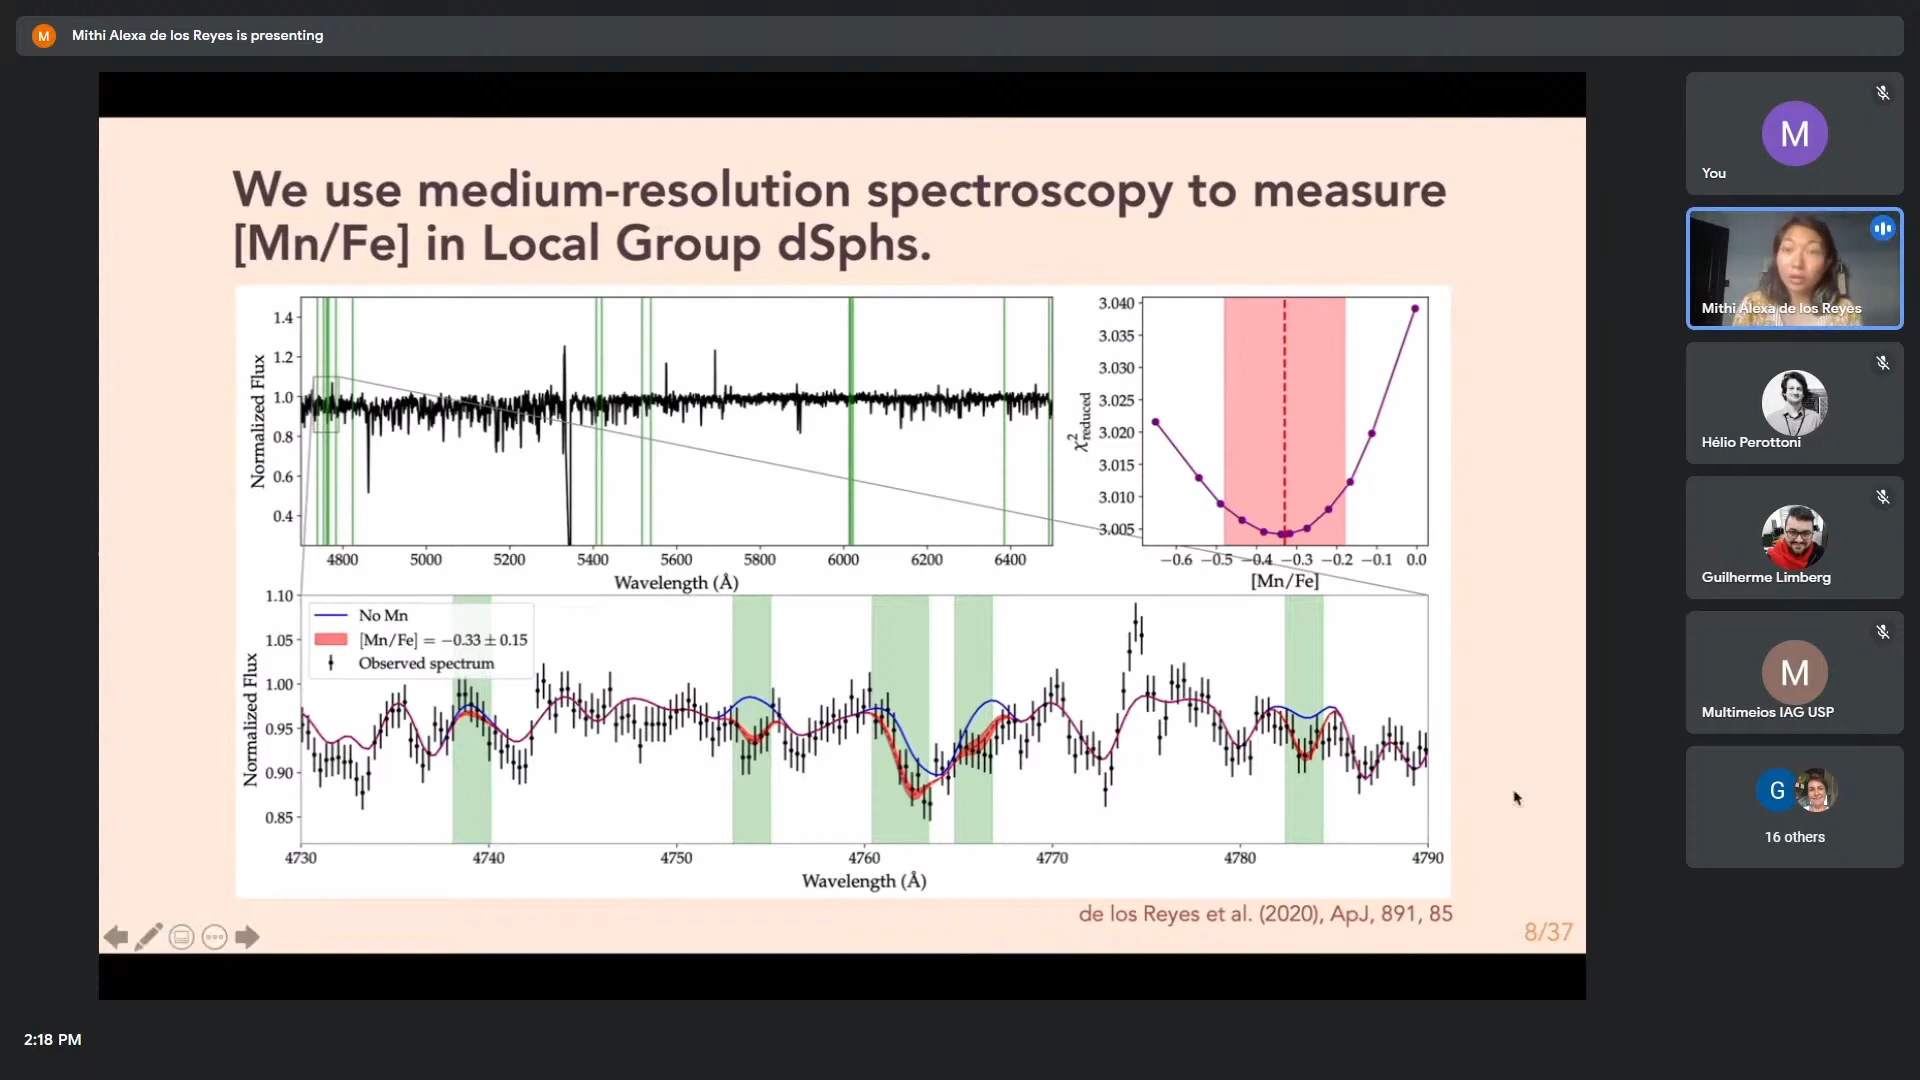 M
Mithi Alexa de los Reyes is presenting
We use medium-resolution spectroscopy to measure
[Mn/Fe] in Local Group dSphs.
Normalized Flux
1.4
1.2
1.0
0.8
0.6
0.4
4800 5000 5200 5400 5600 5800 6000 6200 6400
Wavelength (Å)
χ²reduced
3.040
3.035
3.030
3.025
3.020
3.015
3.010
3.005
−0.6 −0.5 −0.4 −0.3 −0.2 −0.1 0.0
[Mn/Fe]
Normalized Flux
1.10
1.05
1.00
0.95
0.90
0.85
No Mn
[Mn/Fe] = −0.33 ± 0.15
Observed spectrum
4730 4740 4750 4760 4770 4780 4790
Wavelength (Å)
de los Reyes et al. (2020), ApJ, 891, 85
8/37
M
You
Mithi Alexa de los Reyes
Hélio Perottoni
Guilherme Limberg
M
Multimeios IAG USP
G
16 others
2:18 PM